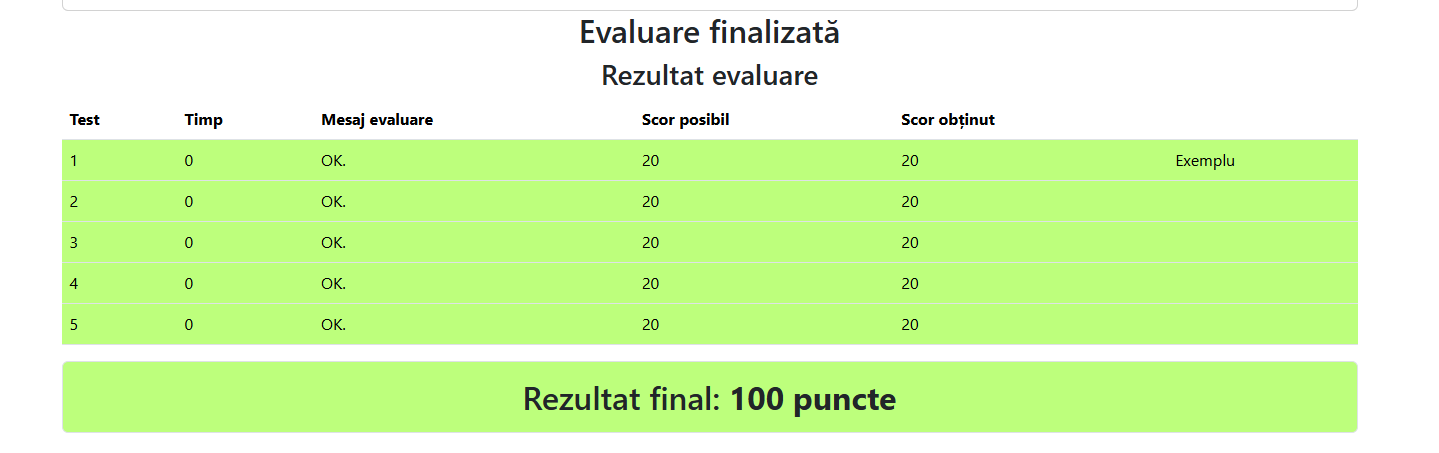 Evaluare finalizată
Rezultat evaluare
Test Timp Mesaj evaluare Scor posibil Scor obținut
1 0 OK. 20 20 Exemplu
2 0 OK. 20 20
3 0 OK. 20 20
4 0 OK. 20 20
5 0 OK. 20 20
Rezultat final: 100 puncte